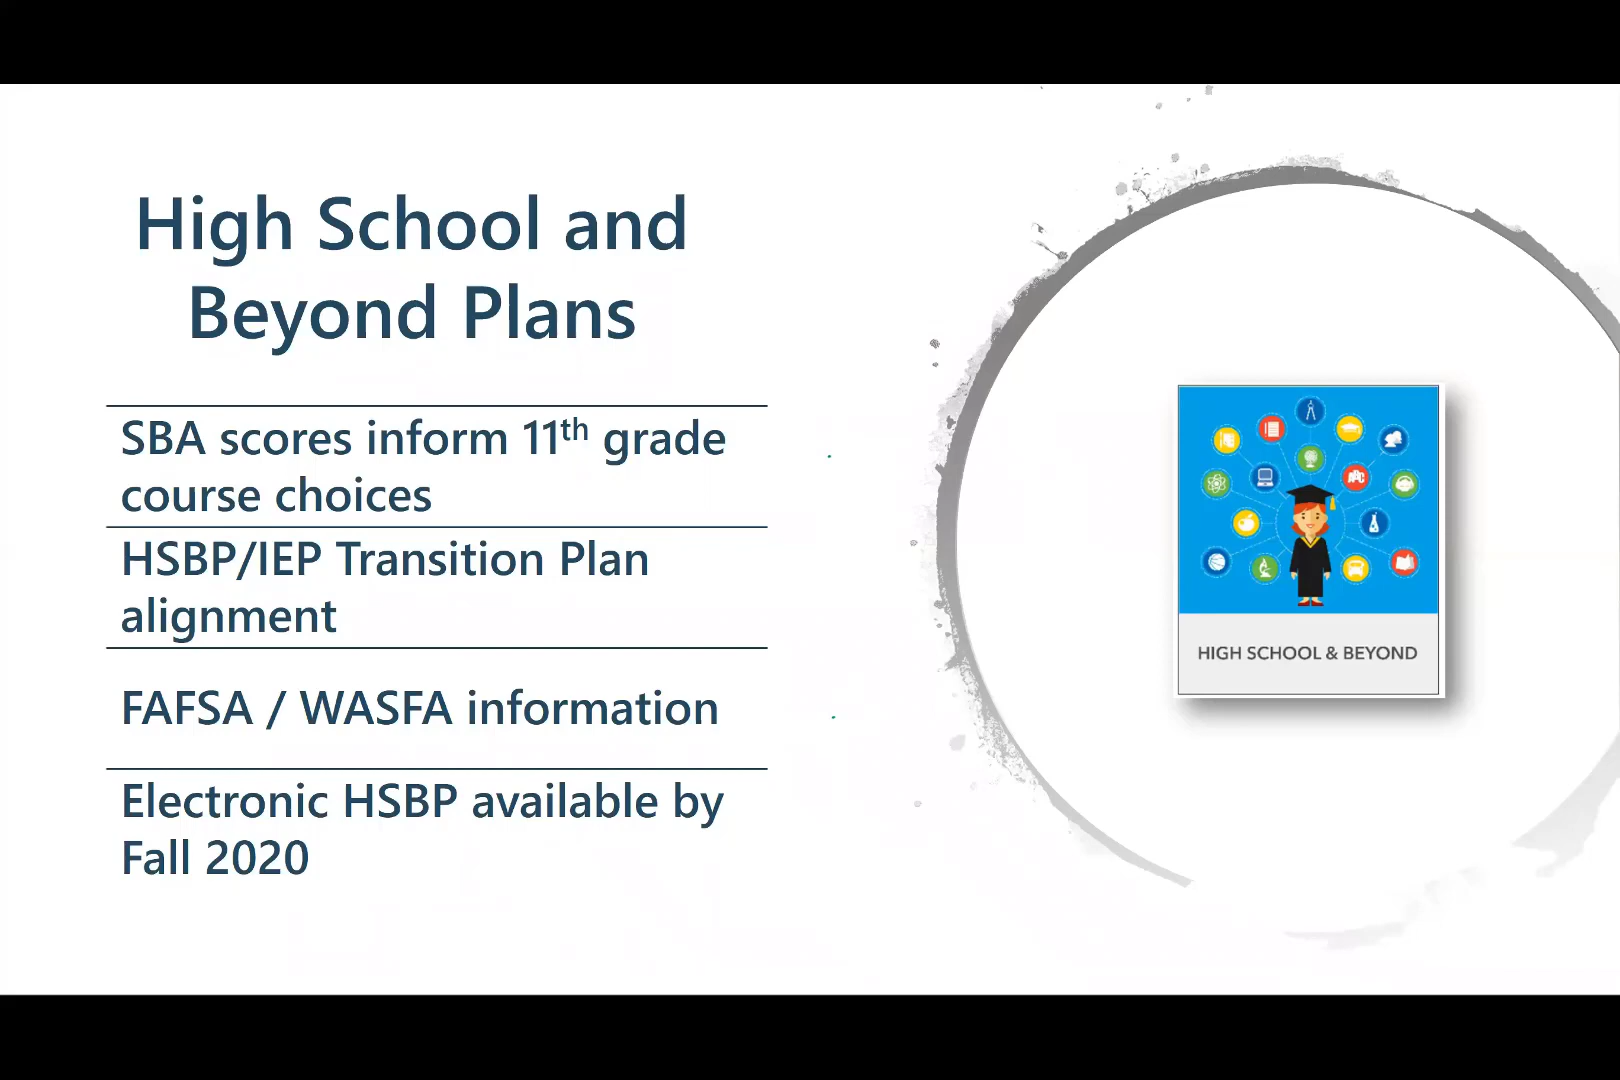 High School and
Beyond Plans
SBA scores inform 11th grade
course choices
HSBP/IEP Transition Plan
alignment
FAFSA / WASFA information
Electronic HSBP available by
Fall 2020
ABC
HIGH SCHOOL & BEYOND